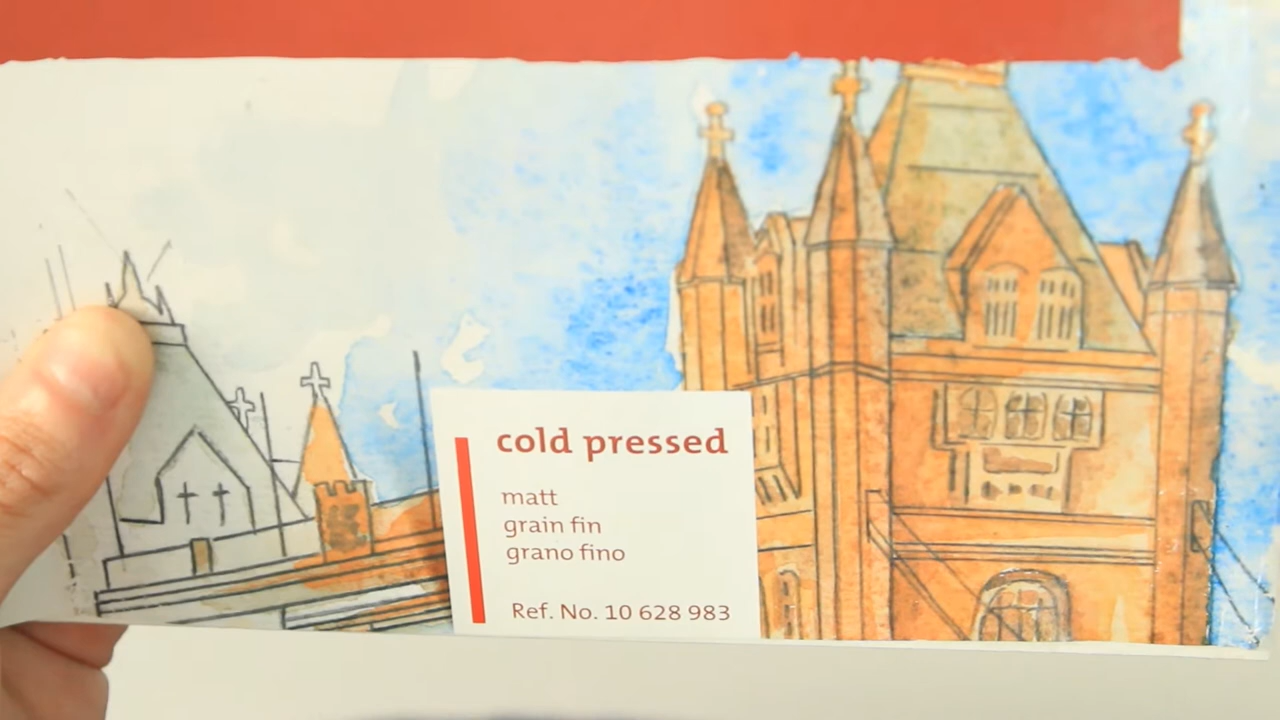 cold pressed
matt
grain fin
grano fino
Ref. No. 10 628 983